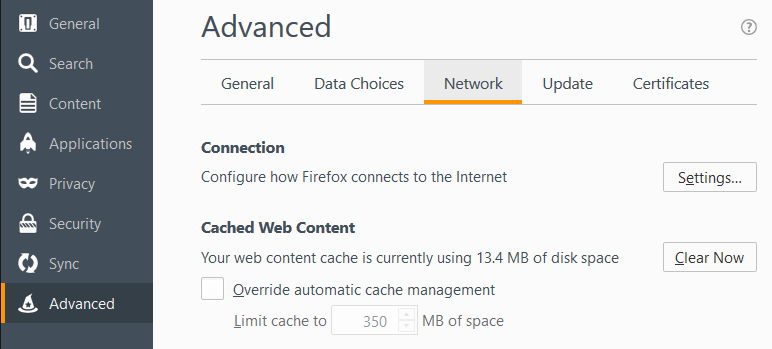 General
Search
Content
Applications
Privacy
Security
Sync
Advanced
Advanced
?
General Data Choices Network Update Certificates
Connection
Configure how Firefox connects to the Internet Settings...
Cached Web Content
Your web content cache is currently using 13.4 MB of disk space Clear Now
Override automatic cache management
Limit cache to 350 MB of space